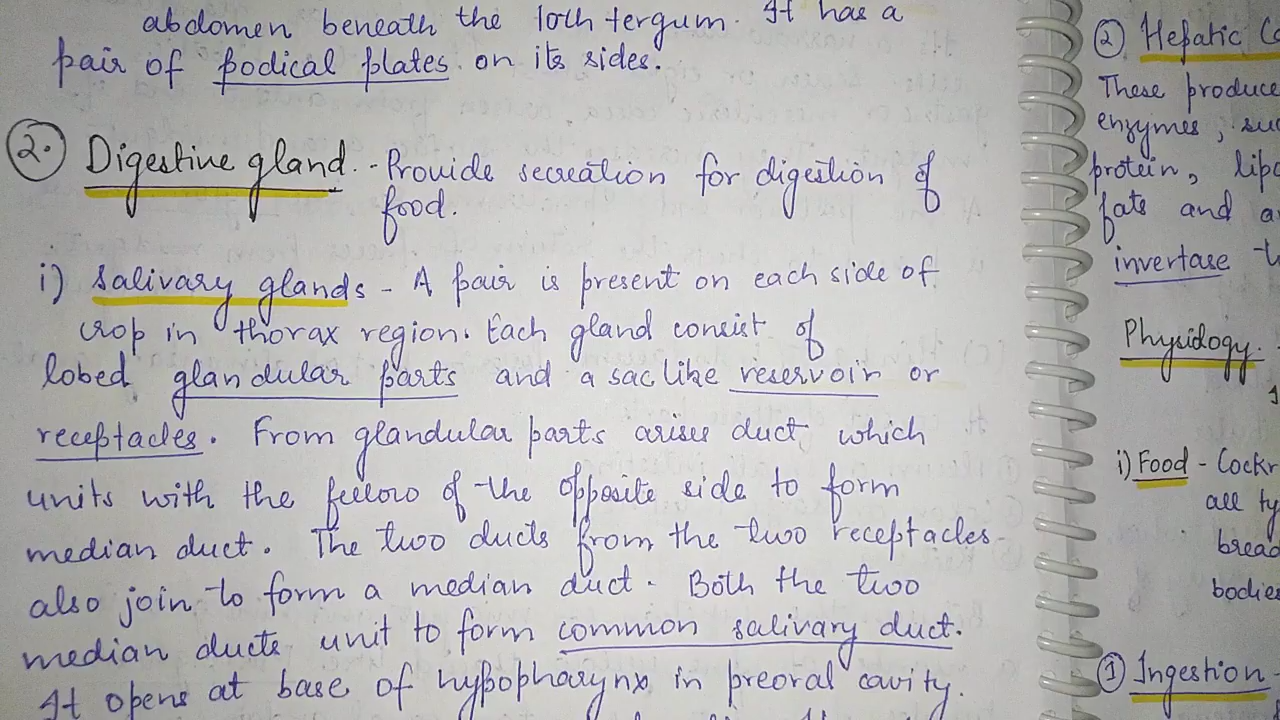 abdomen beneath the 10th tergum. It has a
pair of podical plates on its sides.
2. Digestive gland. - Provide secreation for digestion of
food.
i) salivary glands - A pair is present on each side of
crop in thorax region. Each gland consist of
lobed glandular parts and a sac like reservoir or
receptacles. From glandular parts arises duct which
units with the fellow of the opposite side to form
median duct. The two ducts from the two receptacles
also join to form a median duct. Both the two
median ducts unit to form common salivary duct.
It opens at base of hypopharynx in preoral cavity.
② Hepatic
These produce
enzymes,
protein,
fats and
invertase
Physiology.
i) Food - Cockr
all ty
bread
bodies
① Ingestion -